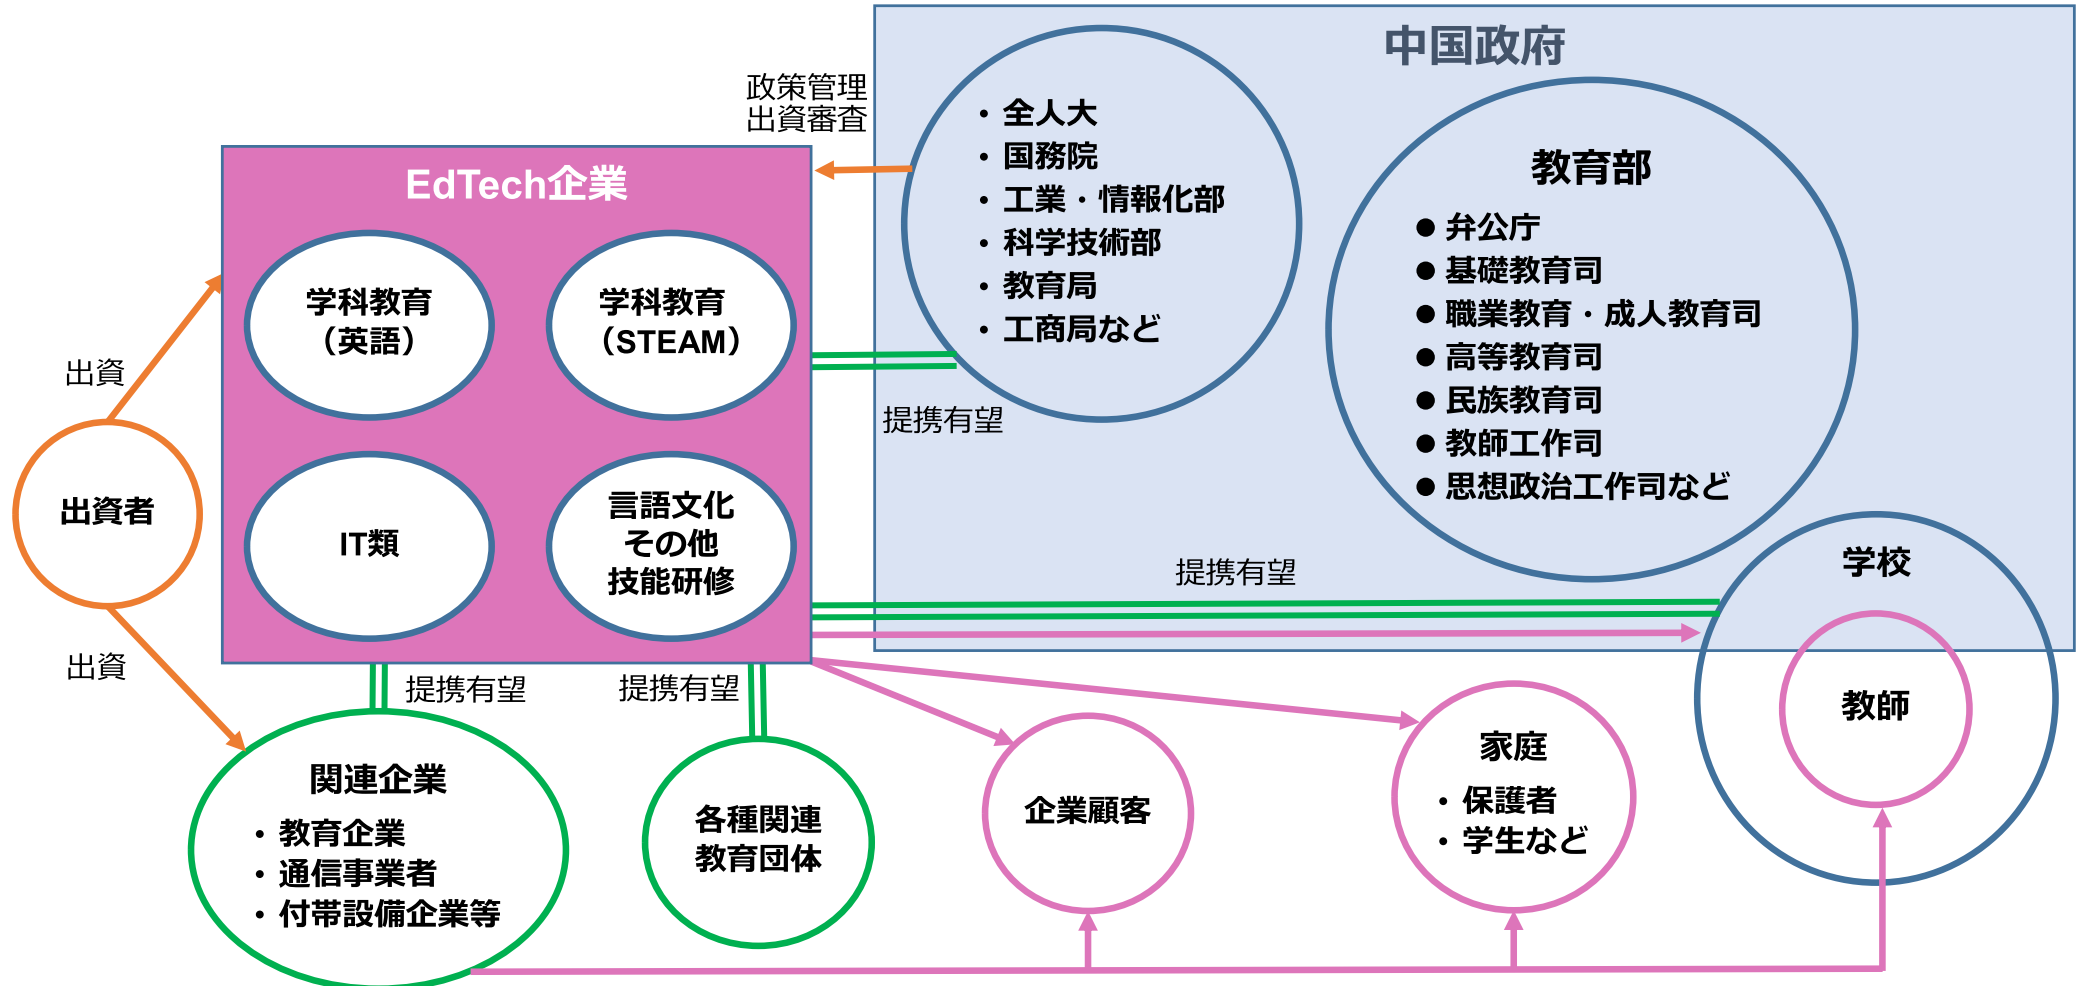 中国政府
政策管理
出資審査
・全人大
・国務院
・工業・情報化部
・科学技術部
・教育局
・工商局など
教育部
●弁公庁
●基礎教育司
●職業教育・成人教育司
●高等教育司
●民族教育司
●教師工作司
●思想政治工作司など
EdTech企業
学科教育
（英語）
学科教育
（STEAM）
IT類
言語文化
その他
技能研修
出資
出資者
出資
提携有望
提携有望
提携有望
提携有望
学校
教師
関連企業
・教育企業
・通信事業者
・付帯設備企業等
各種関連
教育団体
企業顧客
家庭
・保護者
・学生など